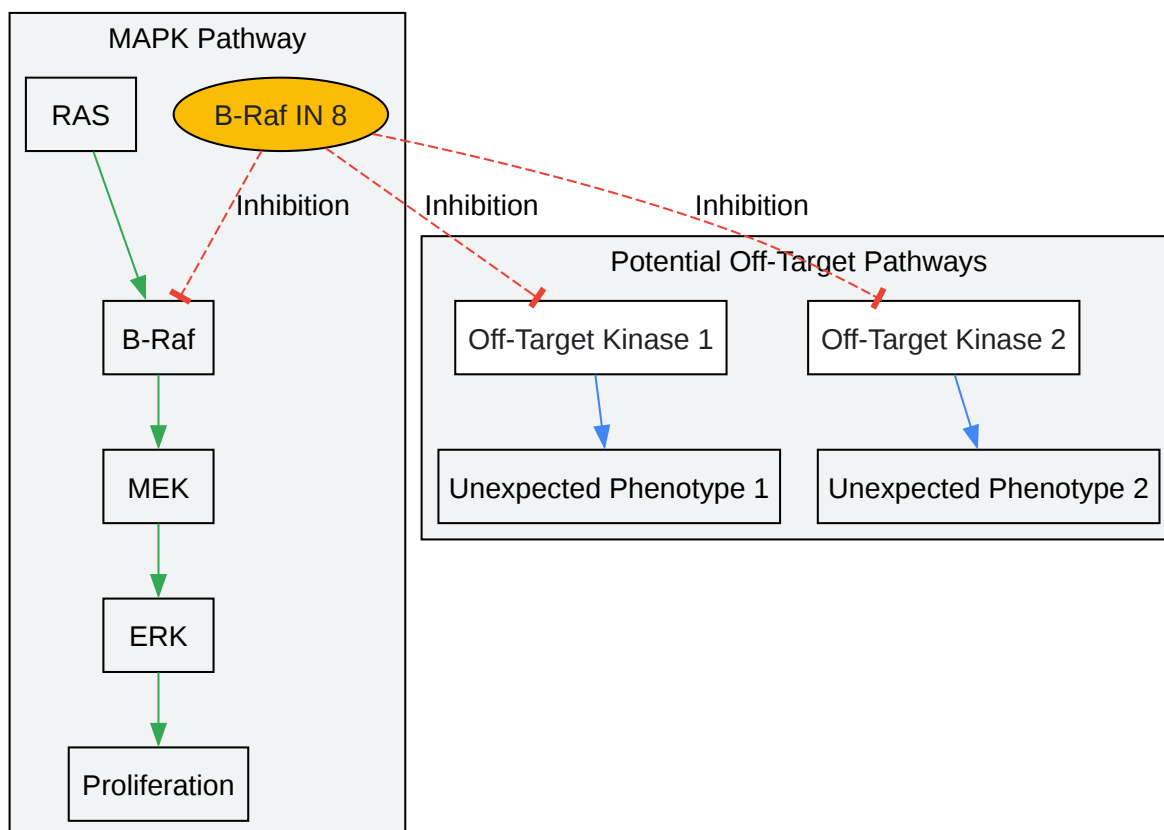 MAPK Pathway
RAS
B-Raf IN 8
Inhibition
Inhibition
Inhibition
Potential Off-Target Pathways
B-Raf
Off-Target Kinase 1
Off-Target Kinase 2
MEK
Unexpected Phenotype 1
Unexpected Phenotype 2
ERK
Proliferation